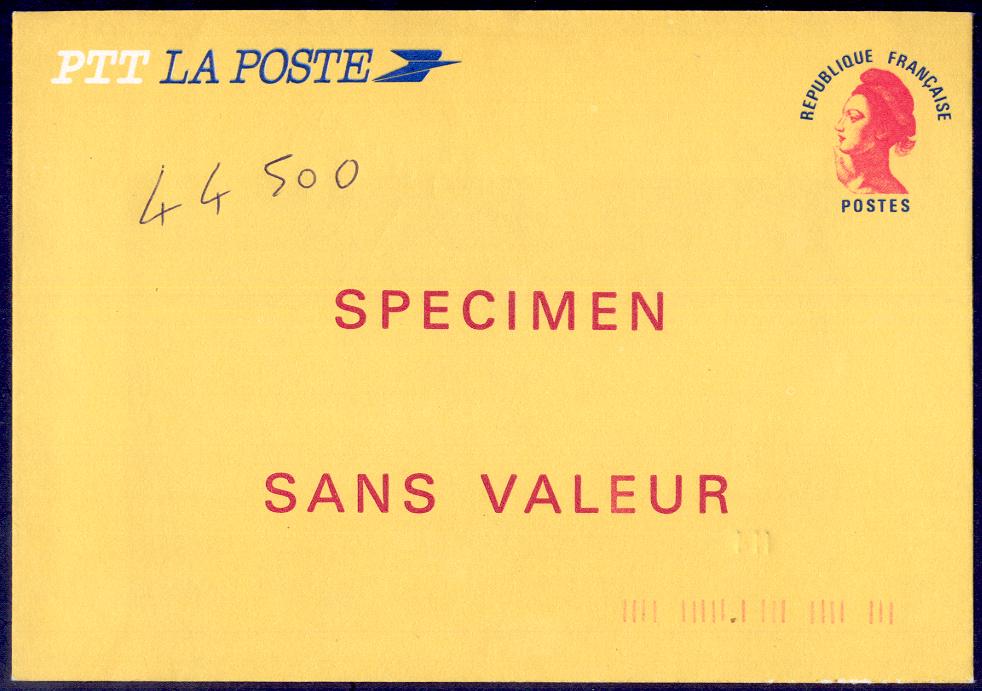 PTT LA POSTE
REPUBLIQUE FRANÇAISE
POSTES
44 500
SPECIMEN
SANS VALEUR